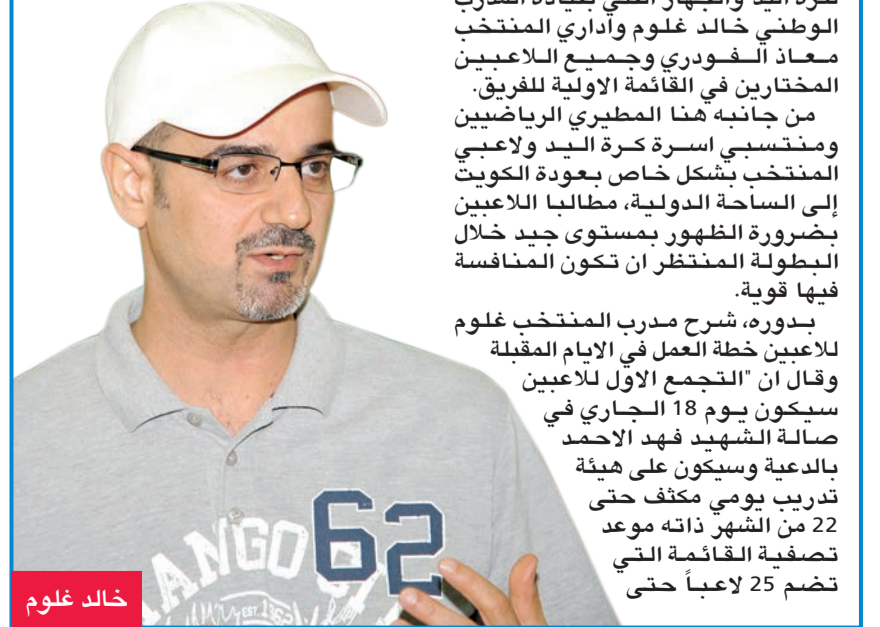 الوطني خالد غلوم واداري المنتخب
معاذ الفودري وجميع اللاعبين
المختارين في القائمة الاولية للفريق.
من جانبه هنا المطيري الرياضيين
ومنتسبي اسرة كرة اليد ولاعبي
المنتخب بشكل خاص بعودة الكويت
إلى الساحة الدولية، مطالبا اللاعبين
بضرورة الظهور بمستوى جيد خلال
البطولة المنتظر ان تكون المنافسة
فيها قوية.
بدوره، شرح مدرب المنتخب غلوم
للاعبين خطة العمل في الايام المقبلة
وقال ان "التجمع الاول للاعبين
سيكون يوم 18 الجاري في
صالة الشهيد فهد الاحمد
بالدعية وسيكون على هيئة
تدريب يومي مكثف حتى
22 من الشهر ذاته موعد
تصفية القائمة التي
تضم 25 لاعباً حتى
62
خالد غلوم